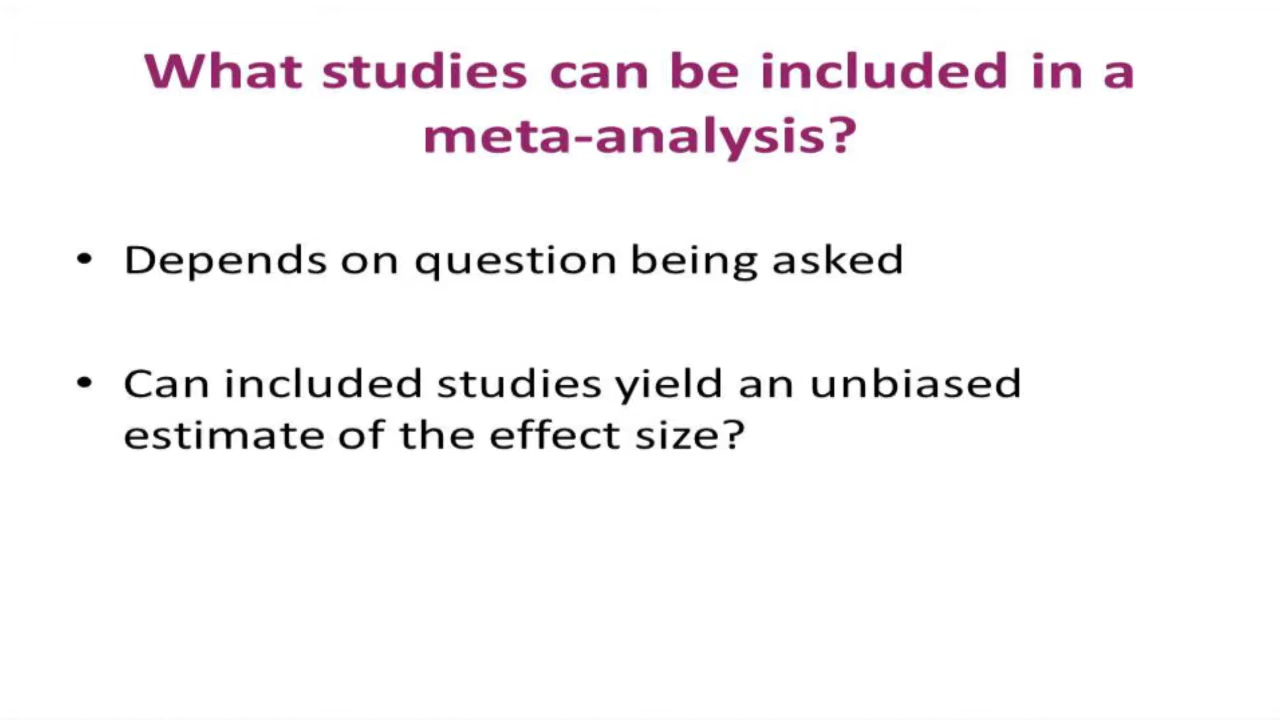 What studies can be included in a
meta-analysis?
• Depends on question being asked
• Can included studies yield an unbiased
estimate of the effect size?